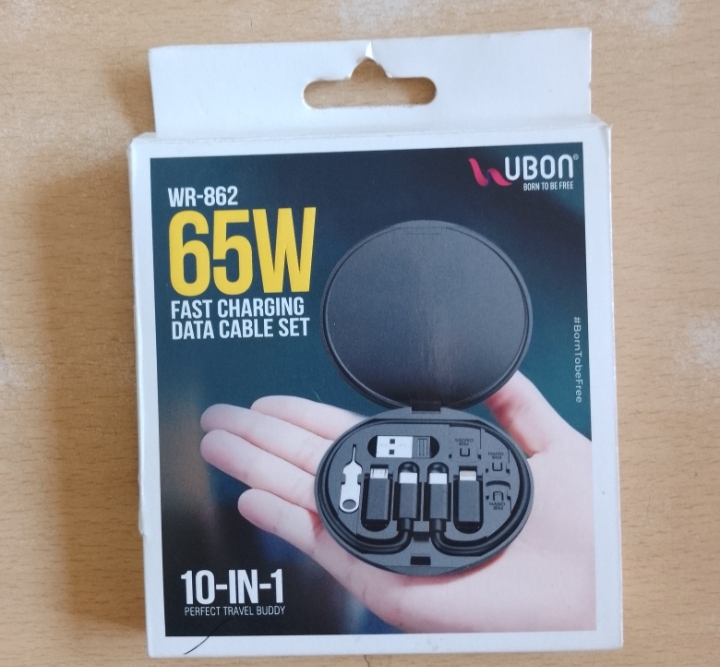 UBON®
BORN TO BE FREE
WR-862
65W
FAST CHARGING
DATA CABLE SET
#BornTobeFree
10-IN-1
PERFECT TRAVEL BUDDY